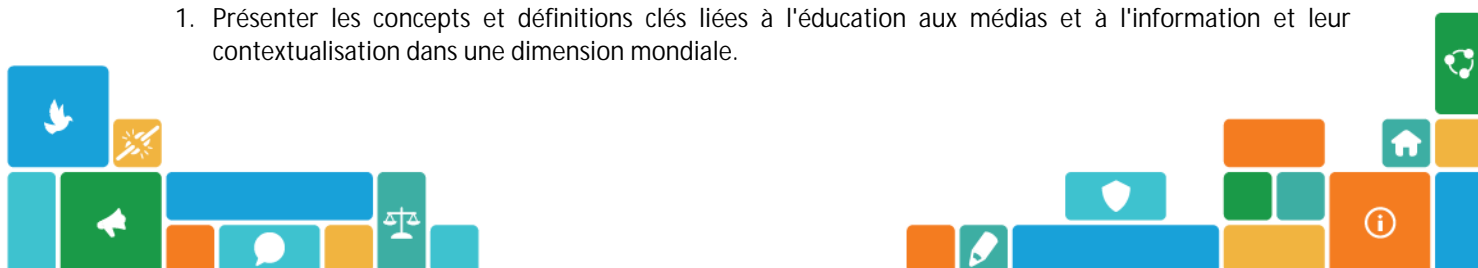 1. Présenter les concepts et définitions clés liées à l'éducation aux médias et à l'information et leur
contextualisation dans une dimension mondiale.